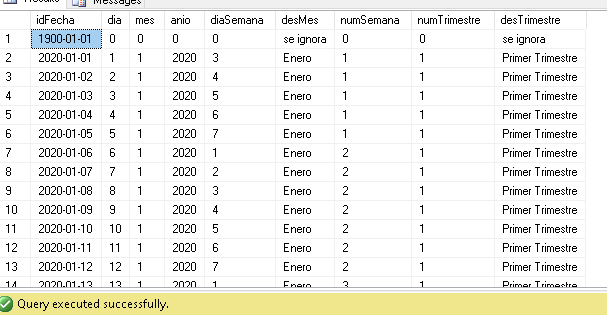 Messages
idFecha dia mes anio diaSemana desMes numSemana numTrimestre desTrimestre
1 1900-01-01 0 0 0 0 se ignora 0 0 se ignora
2 2020-01-01 1 1 2020 3 Enero 1 1 Primer Trimestre
3 2020-01-02 2 1 2020 4 Enero 1 1 Primer Trimestre
4 2020-01-03 3 1 2020 5 Enero 1 1 Primer Trimestre
5 2020-01-04 4 1 2020 6 Enero 1 1 Primer Trimestre
6 2020-01-05 5 1 2020 7 Enero 1 1 Primer Trimestre
7 2020-01-06 6 1 2020 1 Enero 2 1 Primer Trimestre
8 2020-01-07 7 1 2020 2 Enero 2 1 Primer Trimestre
9 2020-01-08 8 1 2020 3 Enero 2 1 Primer Trimestre
10 2020-01-09 9 1 2020 4 Enero 2 1 Primer Trimestre
11 2020-01-10 10 1 2020 5 Enero 2 1 Primer Trimestre
12 2020-01-11 11 1 2020 6 Enero 2 1 Primer Trimestre
13 2020-01-12 12 1 2020 7 Enero 2 1 Primer Trimestre
14 2020-01-13 13 1 2020 1 Enero 3 1 Primer Trimestre
Query executed successfully.